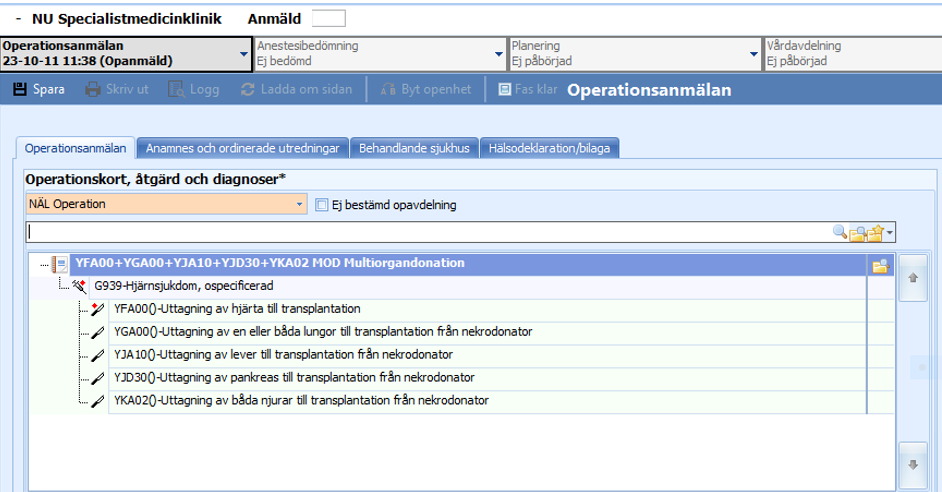 - NU Specialistmedicinklinik Anmäld
Operationsanmälan
23-10-11 11:38 (Opanmäld)
Anestesibedömning
Ej bedömd
Planering
Ej påbörjad
Vårdavdelning
Ej påbörjad
Spara Skriv ut Logg Ladda om sidan Byt openhet Fas klar Operationsanmälan
Operationsanmälan Anamnes och ordinerade utredningar Behandlande sjukhus Hälsodeklaration/bilaga
Operationskort, åtgärd och diagnoser*
NÄL Operation Ej bestämd opavdelning
YFA00+YGA00+YJA10+YJD30+YKA02 MOD Multiorgandonation
G939-Hjärnsjukdom, ospecificerad
YFA00()-Uttagning av hjärta till transplantation
YGA00()-Uttagning av en eller båda lungor till transplantation från nekrodonator
YJA10()-Uttagning av lever till transplantation från nekrodonator
YJD30()-Uttagning av pankreas till transplantation från nekrodonator
YKA02()-Uttagning av båda njurar till transplantation från nekrodonator